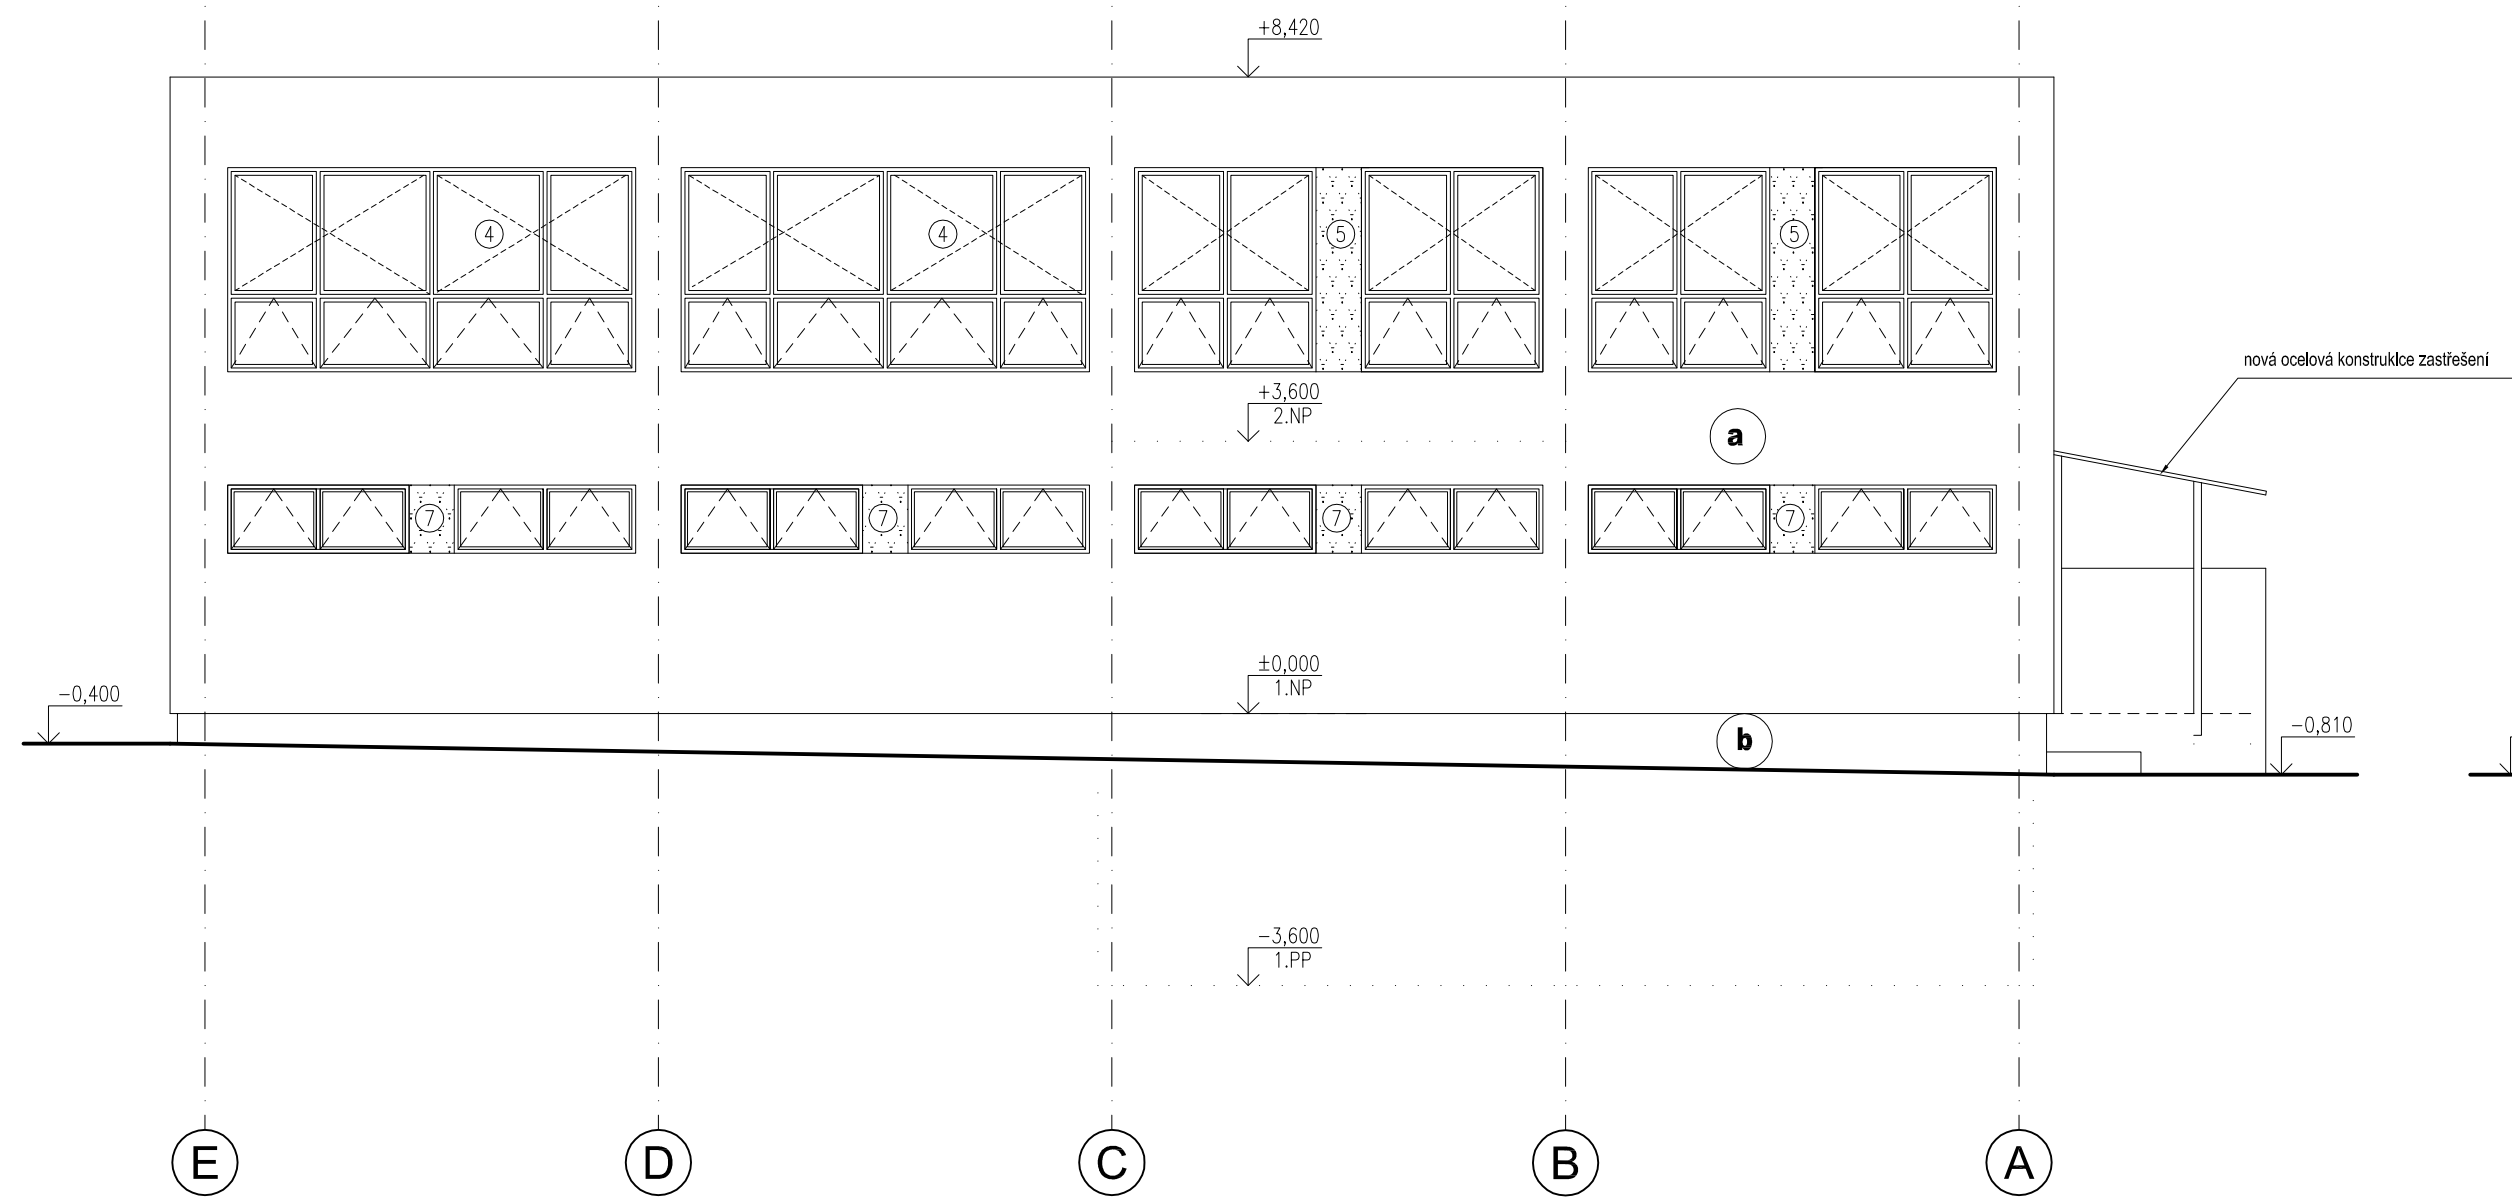 +8,420
4
4
5
5
nová ocelová konstrukce zastřešení
+3,600
2.NP
a
7
7
7
7
±0,000
1.NP
-0,400
b
-0,810
-3,600
1.PP
E
D
C
B
A